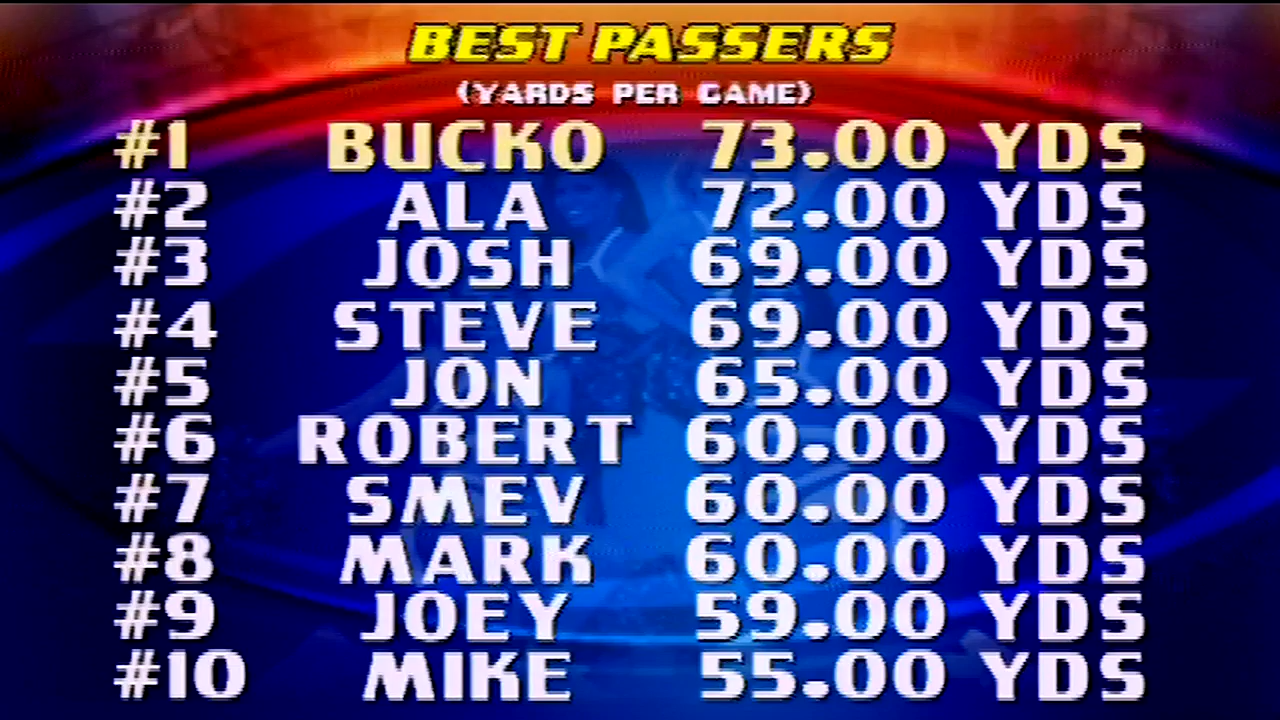 BEST PASSERS
(YARDS PER GAME)
#1 BUCKO 73.00 YDS
#2 ALA 72.00 YDS
#3 JOSH 69.00 YDS
#4 STEVE 69.00 YDS
#5 JON 65.00 YDS
#6 ROBERT 60.00 YDS
#7 SMEV 60.00 YDS
#8 MARK 60.00 YDS
#9 JOEY 59.00 YDS
#10 MIKE 55.00 YDS